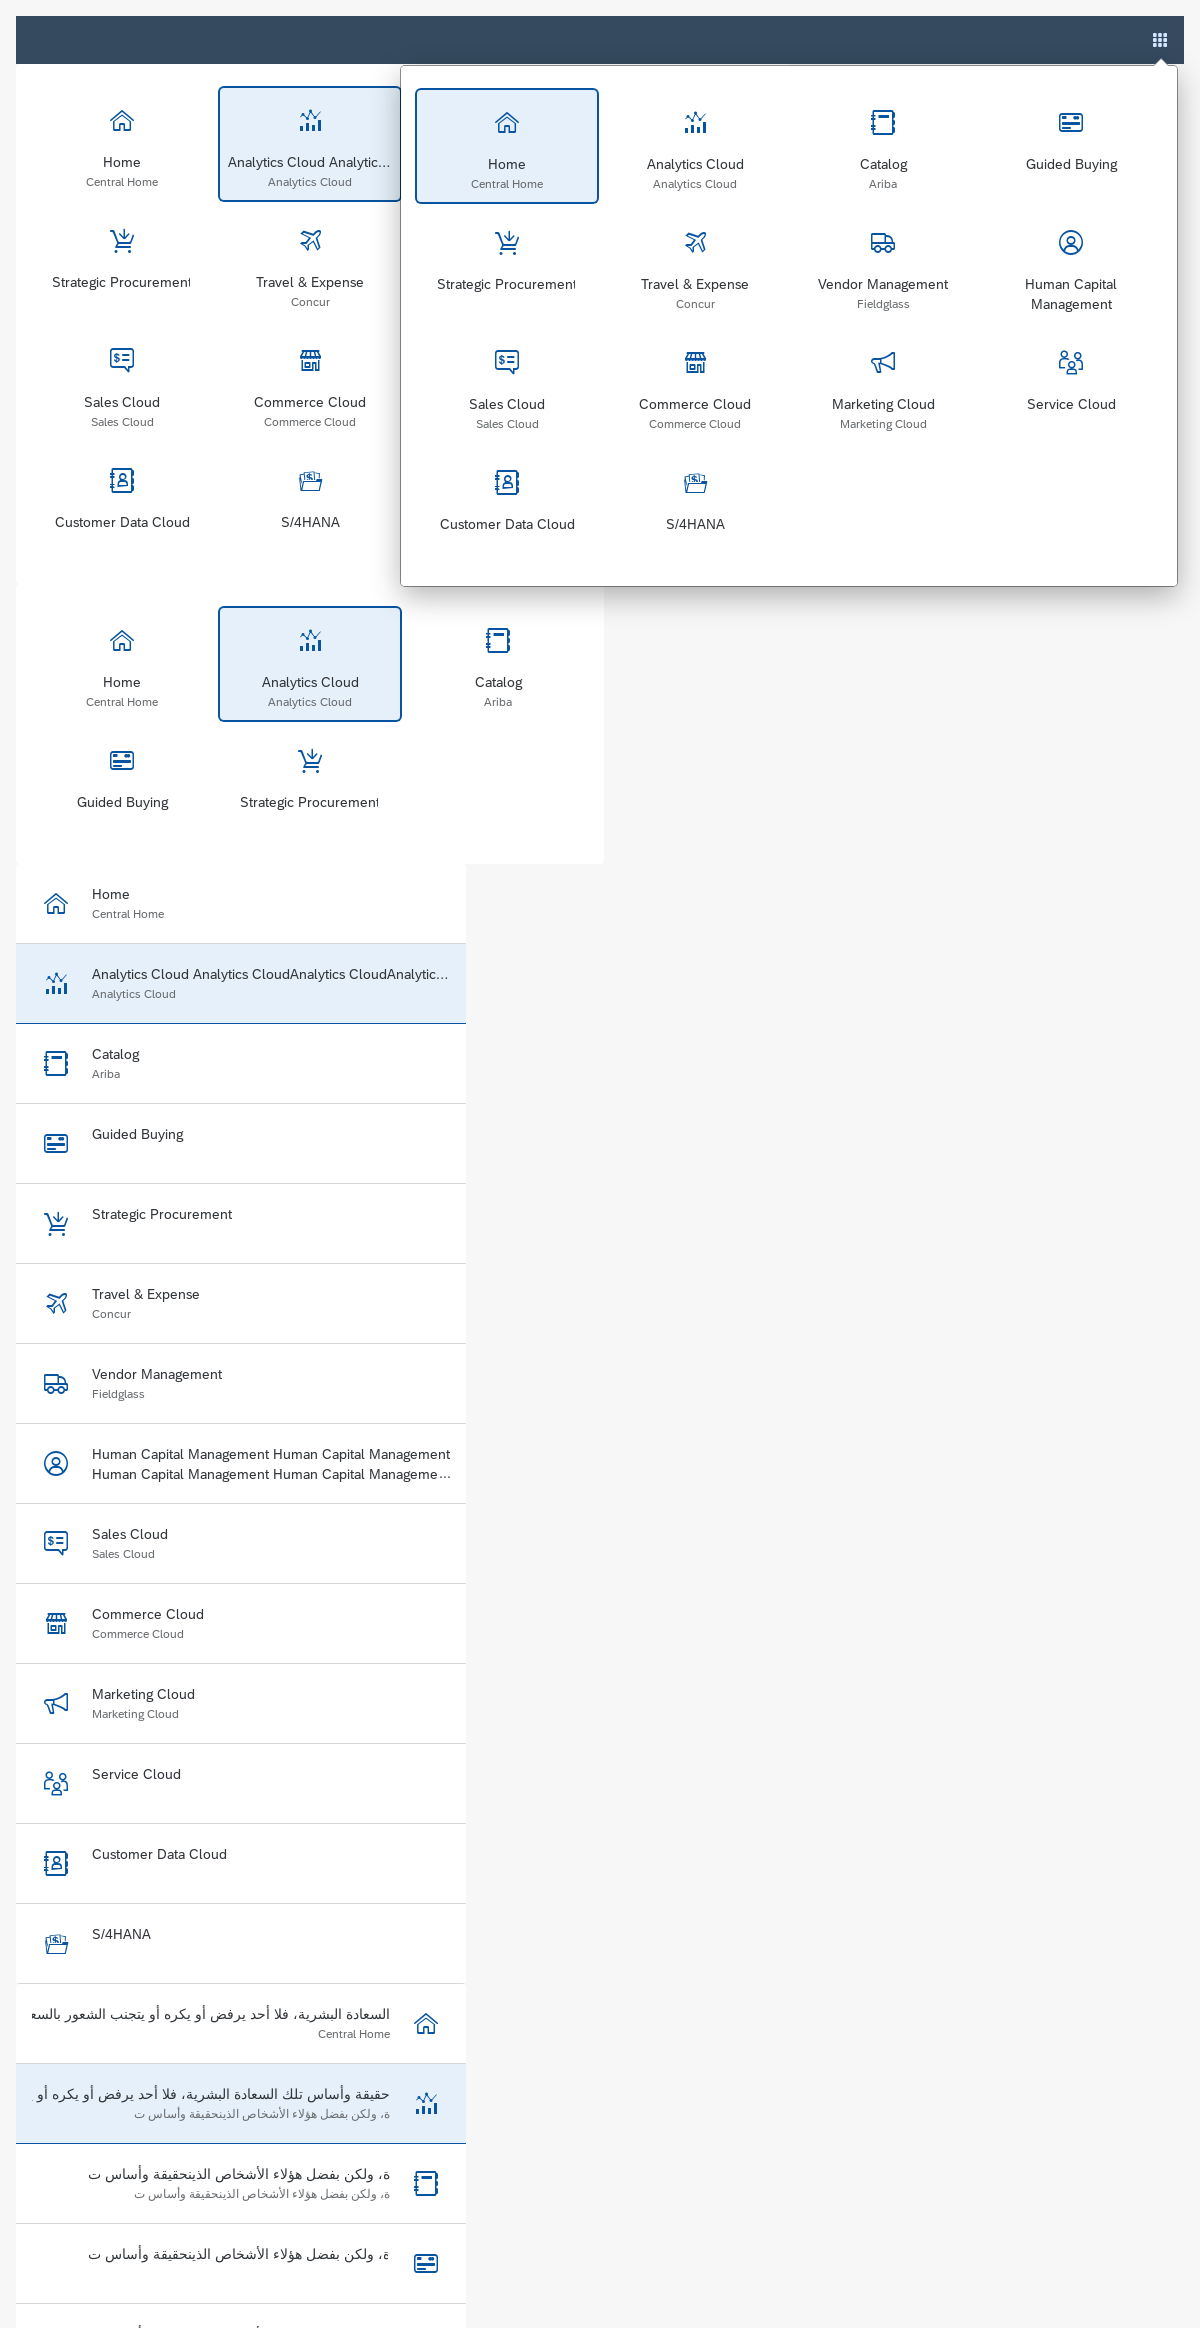 Home
Central Home
Analytics Cloud Analytic...
Analytics Cloud
Strategic Procurement
Travel & Expense
Concur
Sales Cloud
Sales Cloud
Commerce Cloud
Commerce Cloud
Customer Data Cloud
S/4HANA
Home
Central Home
Analytics Cloud
Analytics Cloud
Catalog
Ariba
Guided Buying
Strategic Procurement
Travel & Expense
Concur
Vendor Management
Fieldglass
Human Capital
Management
Sales Cloud
Sales Cloud
Commerce Cloud
Commerce Cloud
Marketing Cloud
Marketing Cloud
Service Cloud
Customer Data Cloud
S/4HANA
Home
Central Home
Analytics Cloud
Analytics Cloud
Catalog
Ariba
Guided Buying
Strategic Procurement
Home
Central Home
Analytics Cloud Analytics CloudAnalytics CloudAnalytic...
Analytics Cloud
Catalog
Ariba
Guided Buying
Strategic Procurement
Travel & Expense
Concur
Vendor Management
Fieldglass
Human Capital Management Human Capital Management
Human Capital Management Human Capital Manageme...
Sales Cloud
Sales Cloud
Commerce Cloud
Commerce Cloud
Marketing Cloud
Marketing Cloud
Service Cloud
Customer Data Cloud
S/4HANA
السعادة البشرية، فلا أحد يرفض أو يكره أو يتجنب الشعور بالسع
Central Home
حقيقة وأساس تلك السعادة البشرية، فلا أحد يرفض أو يكره أو
ة، ولكن بفضل هؤلاء الأشخاص الذينحقيقة وأساس ت
ة، ولكن بفضل هؤلاء الأشخاص الذينحقيقة وأساس ت
ة، ولكن بفضل هؤلاء الأشخاص الذينحقيقة وأساس ت
ة، ولكن بفضل هؤلاء الأشخاص الذينحقيقة وأساس ت